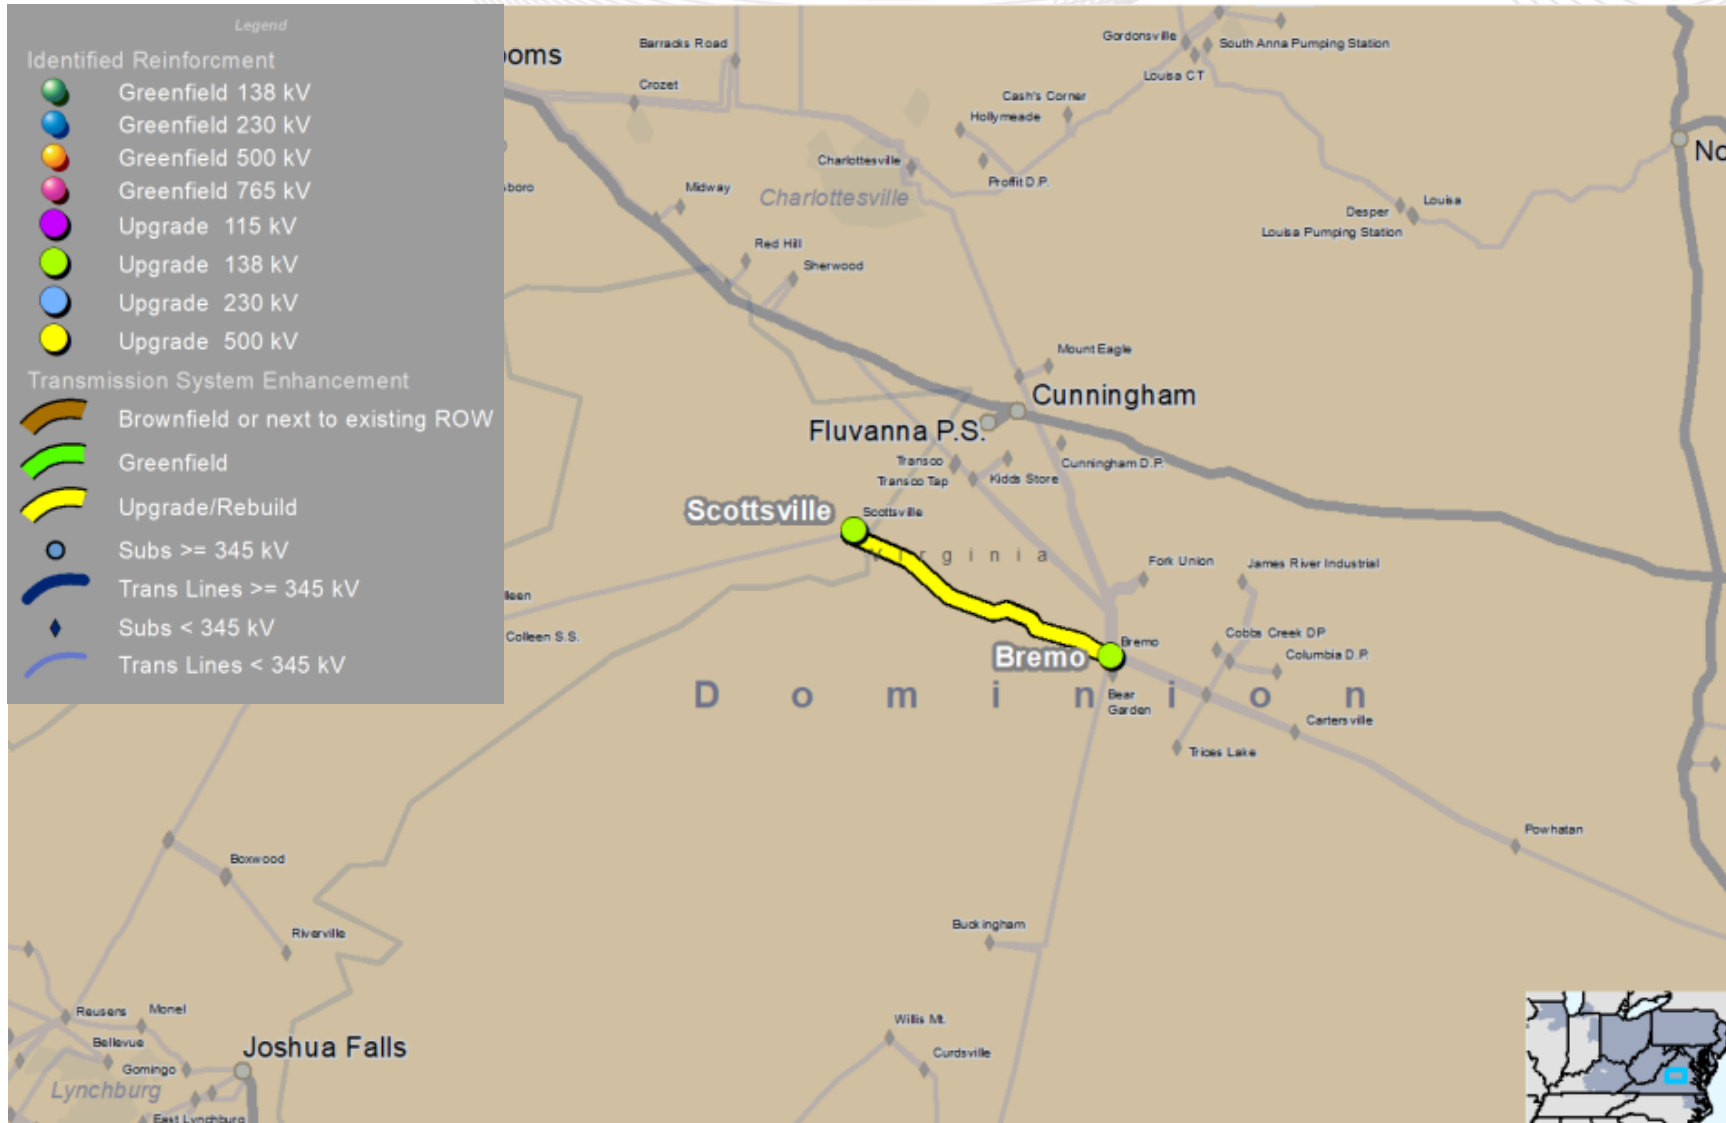 Legend
Identified Reinforcment
Greenfield 138 kV
Greenfield 230 kV
Greenfield 500 kV
Greenfield 765 kV
Upgrade 115 kV
Upgrade 138 kV
Upgrade 230 kV
Upgrade 500 kV
Transmission System Enhancement
Brownfield or next to existing ROW
Greenfield
Upgrade/Rebuild
Subs >= 345 kV
Trans Lines >= 345 kV
Subs < 345 kV
Trans Lines < 345 kV
ooms
Barracks Road
Crozet
Gordonsville
South Anna Pumping Station
Louisa CT
Cash's Corner
Hollymeade
Charlottesville
Proffit D.P.
No
sboro
Midway
Charlottesville
Desper
Louisa
Louisa Pumping Station
Red Hill
Sherwood
Mount Eagle
Cunningham
Fluvanna P.S.
Transco
Cunningham D.P.
Transco Tap
Kidds Store
Scottsville
Scottsville
Virginia
Fork Union
James River Industrial
lleen
Colleen S.S.
Cobbs Creek DP
Bremo
Bremo
Columbia D.P.
Dominion
Bear
Garden
Cartersville
Trices Lake
Powhatan
Boxwood
Buckingham
Riverville
Reusens
Monel
Willis Mt.
Bellevue
Joshua Falls
Curdsville
Gomingo
Lynchburg
East Lynchburg